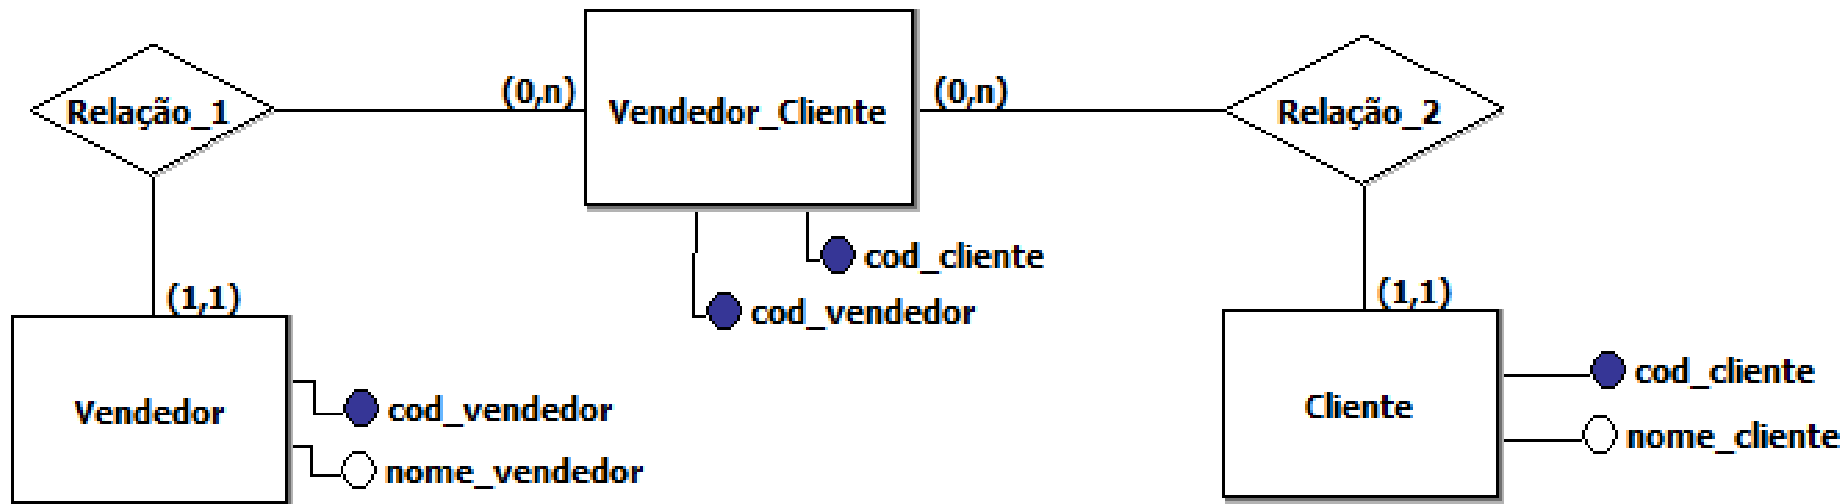 Relação_1
(0,n)
Vendedor_Cliente
(0,n)
Relação_2
cod_cliente
cod_vendedor
(1,1)
Vendedor
cod_vendedor
nome_vendedor
(1,1)
Cliente
cod_cliente
nome_cliente